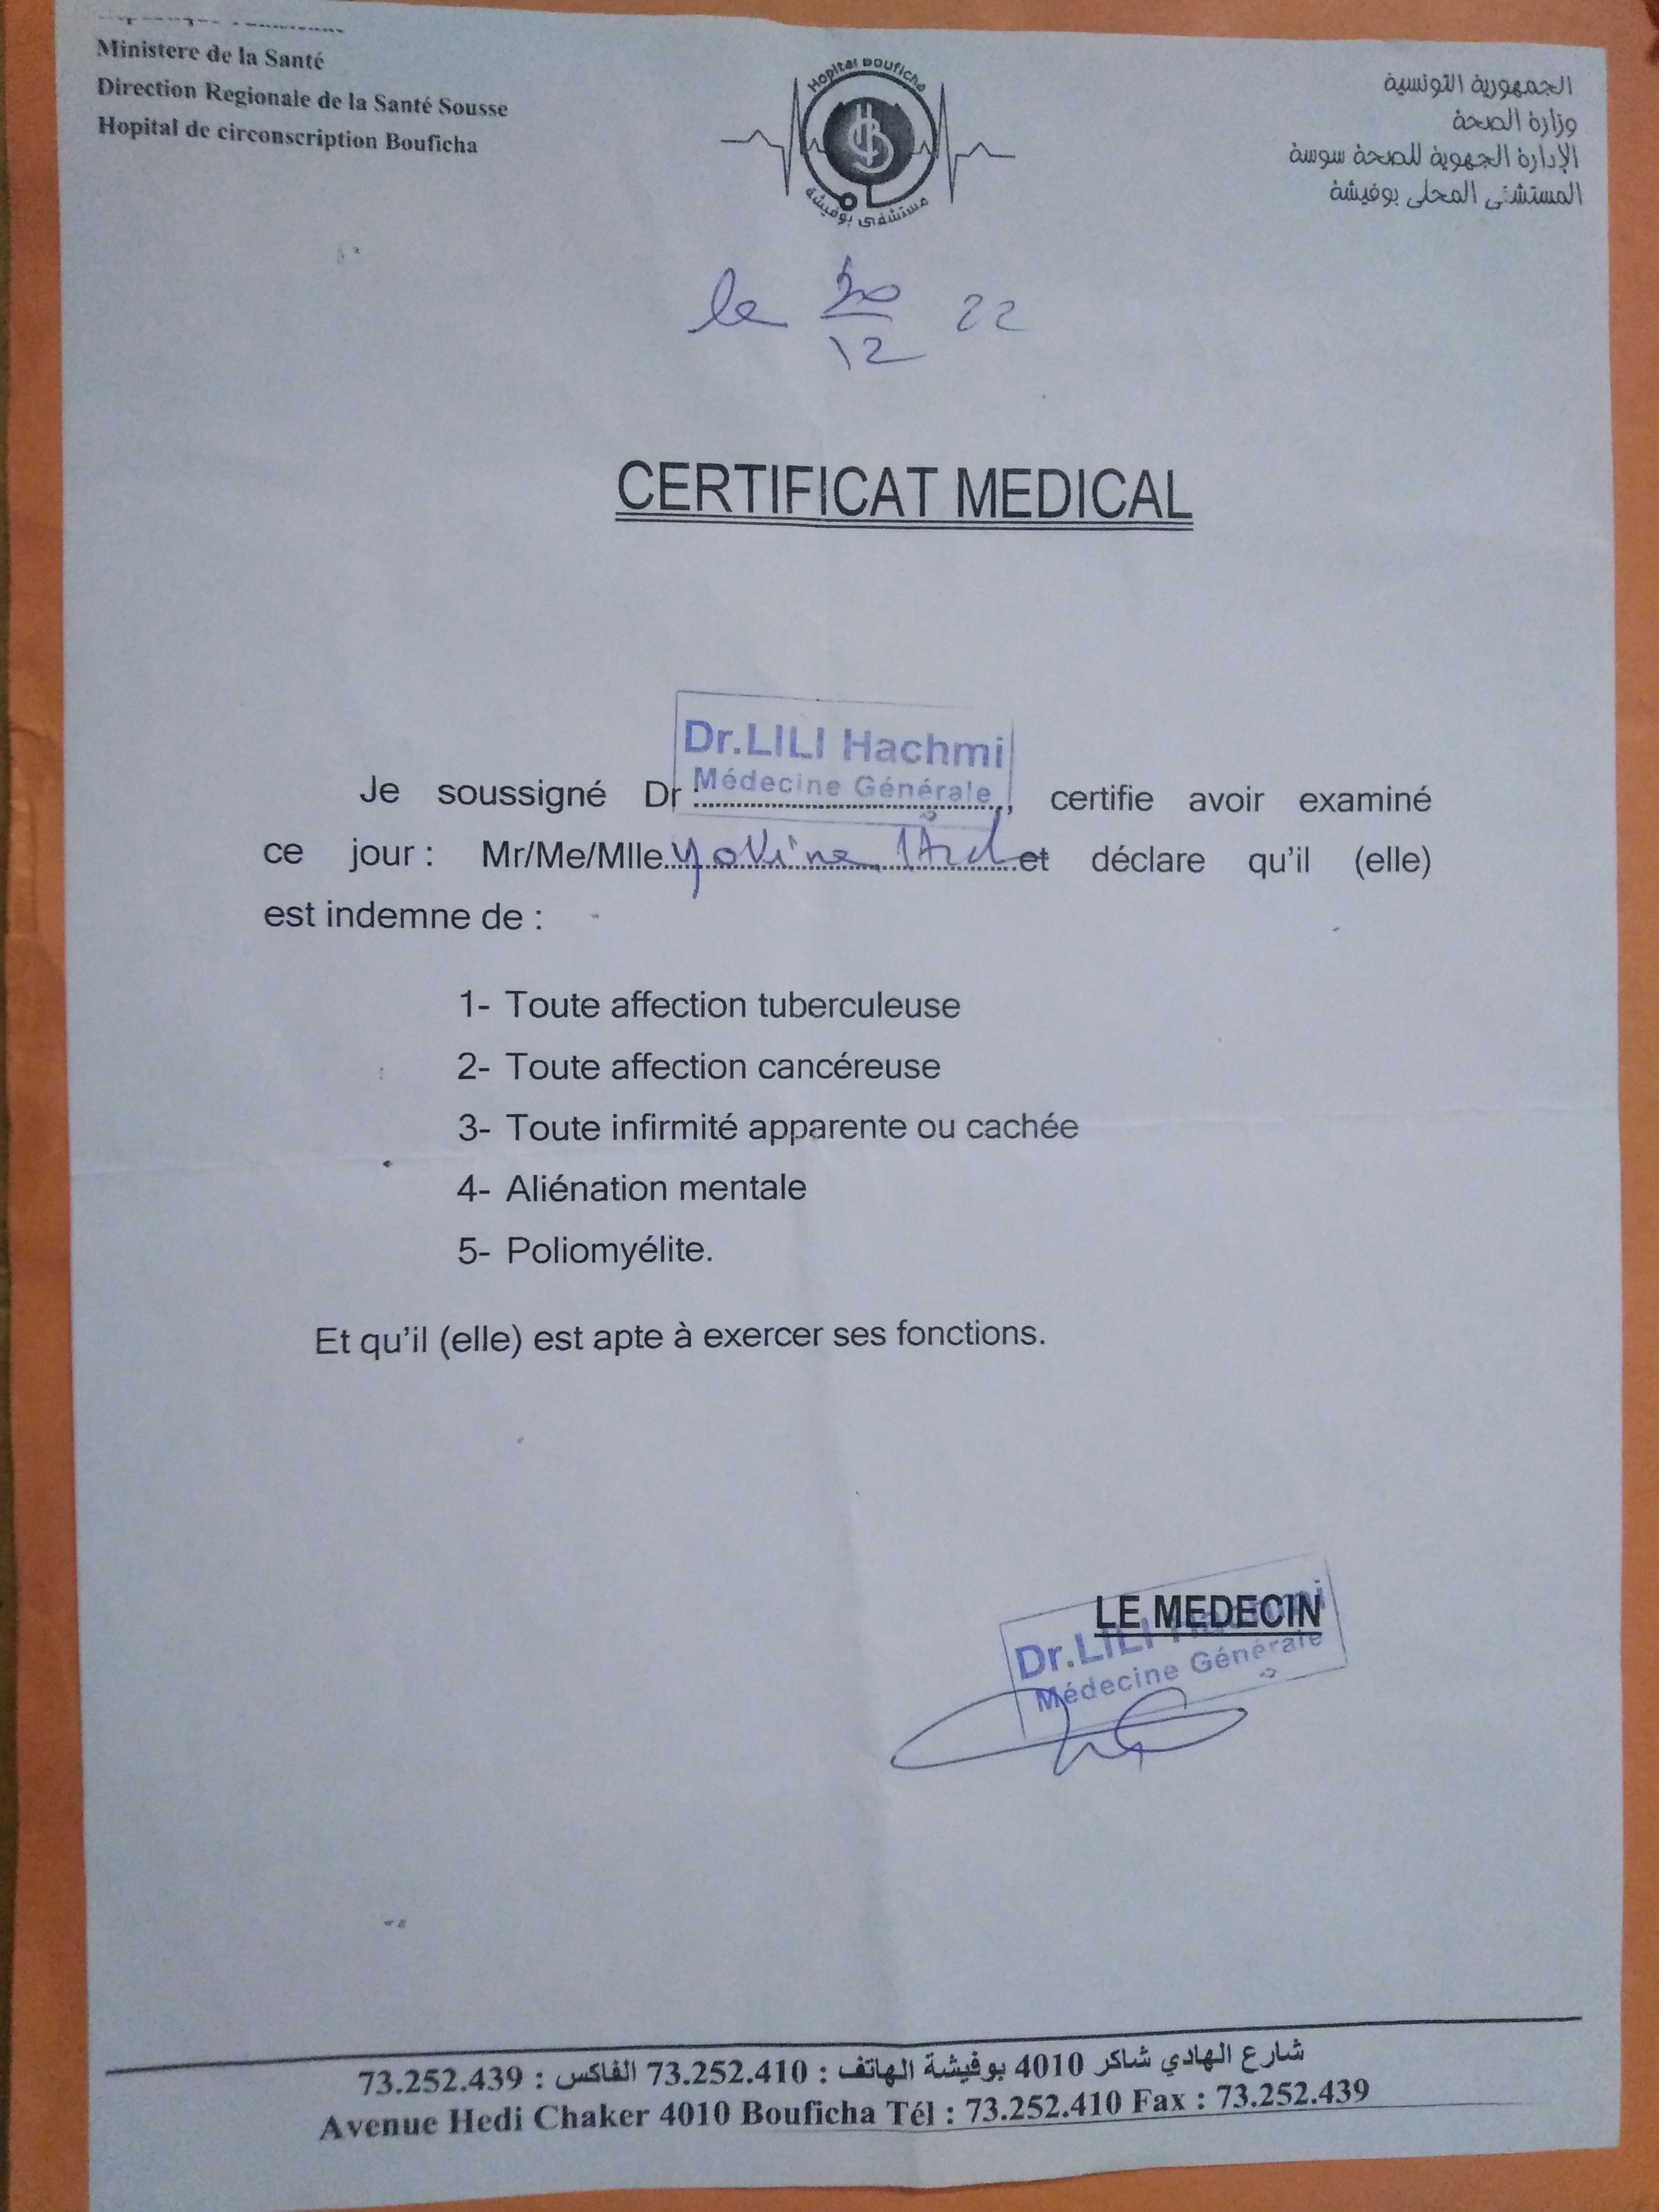 Ministere de la Santé
Direction Regionale de la Santé Sousse
Hopital de circonscription Bouficha
Hopital Bouficha
مستشفى بوفيشة
الجمهورية التونسية
وزارة الصحة
الإدارة الجهوية للصحة سوسة
المستشفى المحلي بوفيشة
le 12 22
CERTIFICAT MEDICAL
Dr.LILI Hachmi
Médecine Générale
Je soussigné Dr ................, certifie avoir examiné
ce jour : Mr/Me/Mlle................et déclare qu'il (elle)
est indemne de :
1- Toute affection tuberculeuse
2- Toute affection cancéreuse
3- Toute infirmité apparente ou cachée
4- Aliénation mentale
5- Poliomyélite.
Et qu'il (elle) est apte à exercer ses fonctions.
LE MEDECIN
Dr.LILI Hachmi
Médecine Générale
شارع الهادي شاكر 4010 بوفيشة الهاتف : 73.252.410 الفاكس : 73.252.439
Avenue Hedi Chaker 4010 Bouficha Tél : 73.252.410 Fax : 73.252.439